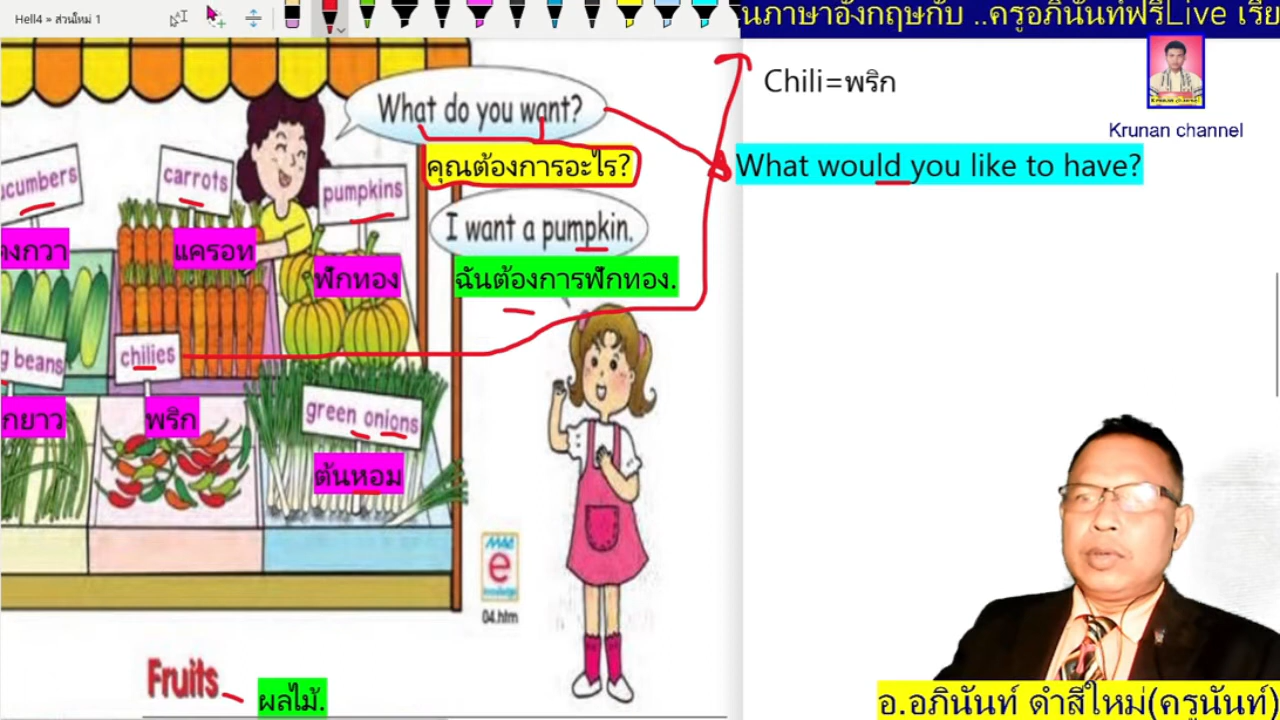 Hell4 » ส่วนใหม่ 1
นภาษาอังกฤษกับ ..ครูอภินันท์ฟรีLive เรีย
Chili=พริก
Krunan channel
What do you want?
คุณต้องการอะไร?
What would you like to have?
ucumbers
carrots
pumpkins
I want a pumpkin.
งกวา
แครอท
ฟักทอง
ฉันต้องการฟักทอง.
g beans
chilies
green onions
กยาว
พริก
ต้นหอม
MAC
e
04.htm
Fruits
ผลไม้.
อ.อภินันท์ ดำสีใหม่(ครูนันท์)